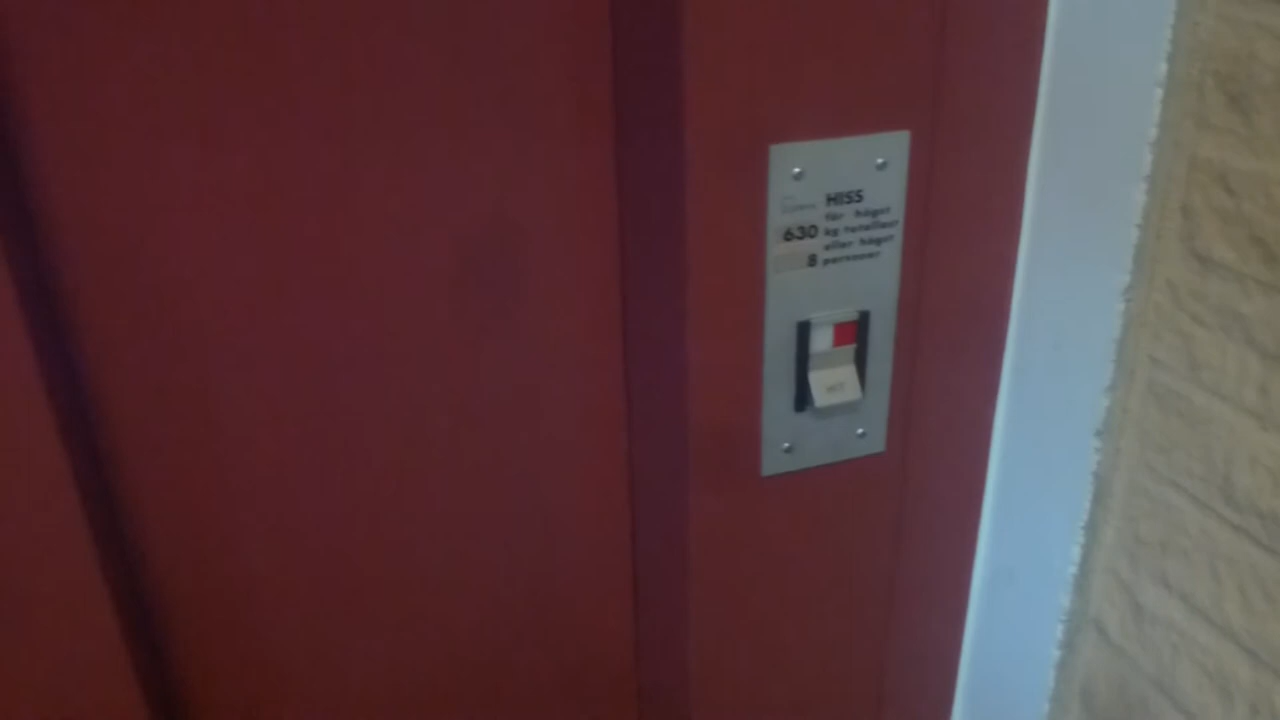 HISS
för högst
630 kg totallast
eller högst
8 personer